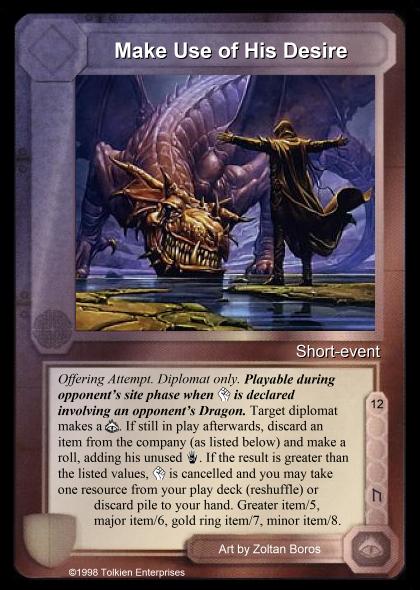 Make Use of His Desire
Short-event
Offering Attempt. Diplomat only. Playable during
opponent's site phase when is declared
involving an opponent's Dragon. Target diplomat
makes a . If still in play afterwards, discard an
item from the company (as listed below) and make a
roll, adding his unused . If the result is greater than
the listed values, is cancelled and you may take
one resource from your play deck (reshuffle) or
discard pile to your hand. Greater item/5,
major item/6, gold ring item/7, minor item/8.
12
Art by Zoltan Boros
©1998 Tolkien Enterprises